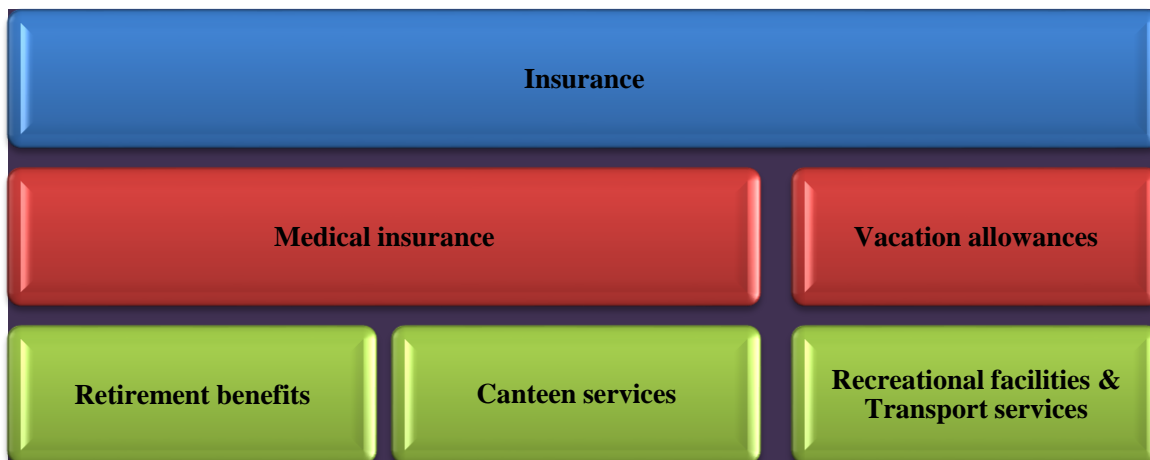 Insurance
Medical insurance
Vacation allowances
Retirement benefits
Canteen services
Recreational facilities &
Transport services